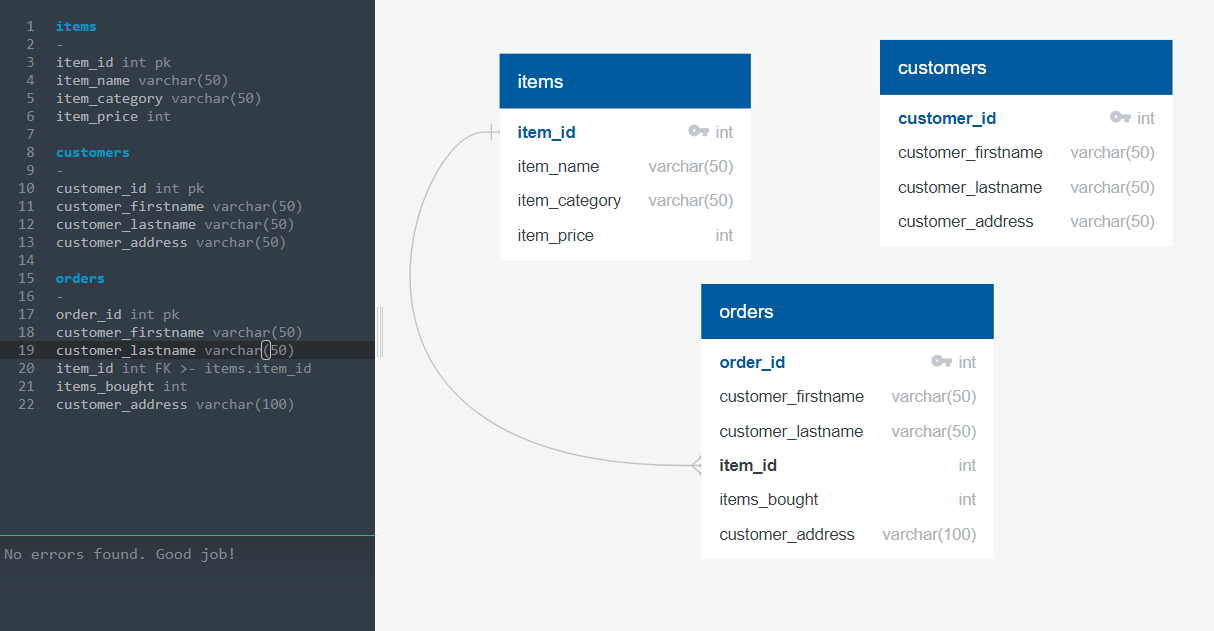 1 items
2 -
3 item_id int pk
4 item_name varchar(50)
5 item_category varchar(50)
6 item_price int
7
8 customers
9 -
10 customer_id int pk
11 customer_firstname varchar(50)
12 customer_lastname varchar(50)
13 customer_address varchar(50)
14
15 orders
16 -
17 order_id int pk
18 customer_firstname varchar(50)
19 customer_lastname varchar(50)
20 item_id int FK >- items.item_id
21 items_bought int
22 customer_address varchar(100)
No errors found. Good job!
items
item_id int
item_name varchar(50)
item_category varchar(50)
item_price int
customers
customer_id int
customer_firstname varchar(50)
customer_lastname varchar(50)
customer_address varchar(50)
orders
order_id int
customer_firstname varchar(50)
customer_lastname varchar(50)
item_id int
items_bought int
customer_address varchar(100)